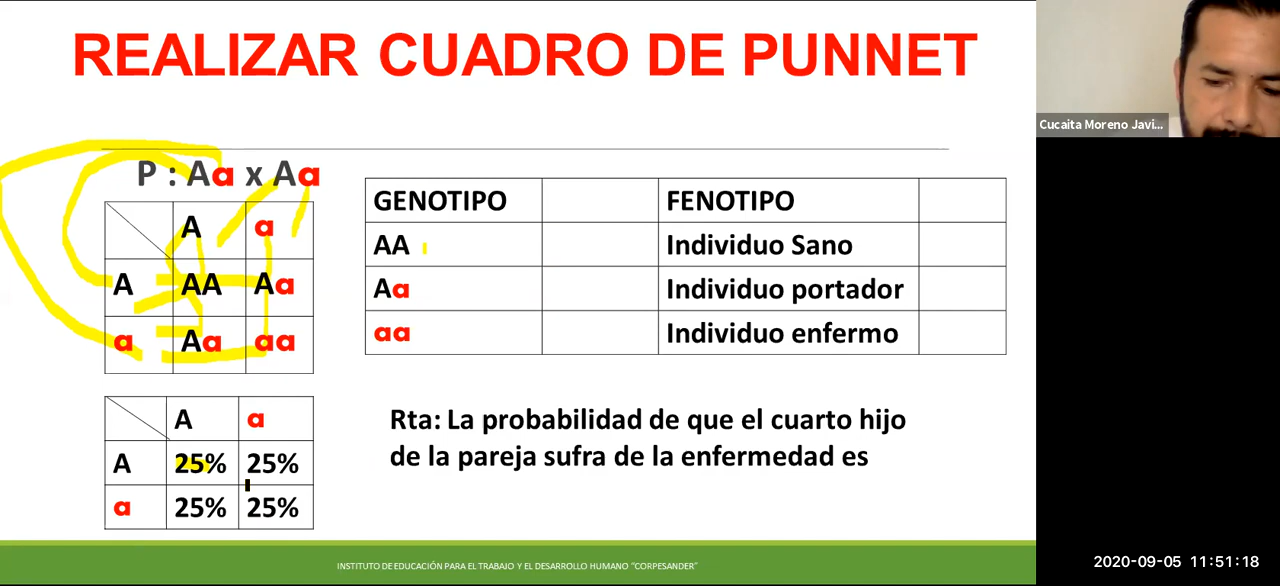 REALIZAR CUADRO DE PUNNET
Cucaita Moreno Javi...
P : Aa x Aa
A a
A AA Aa
a Aa aa
GENOTIPO FENOTIPO
AA Individuo Sano
Aa Individuo portador
aa Individuo enfermo
A a
A 25% 25%
a 25% 25%
Rta: La probabilidad de que el cuarto hijo
de la pareja sufra de la enfermedad es
INSTITUTO DE EDUCACIÓN PARA EL TRABAJO Y EL DESARROLLO HUMANO “CORPESANDER”
2020-09-05 11:51:18